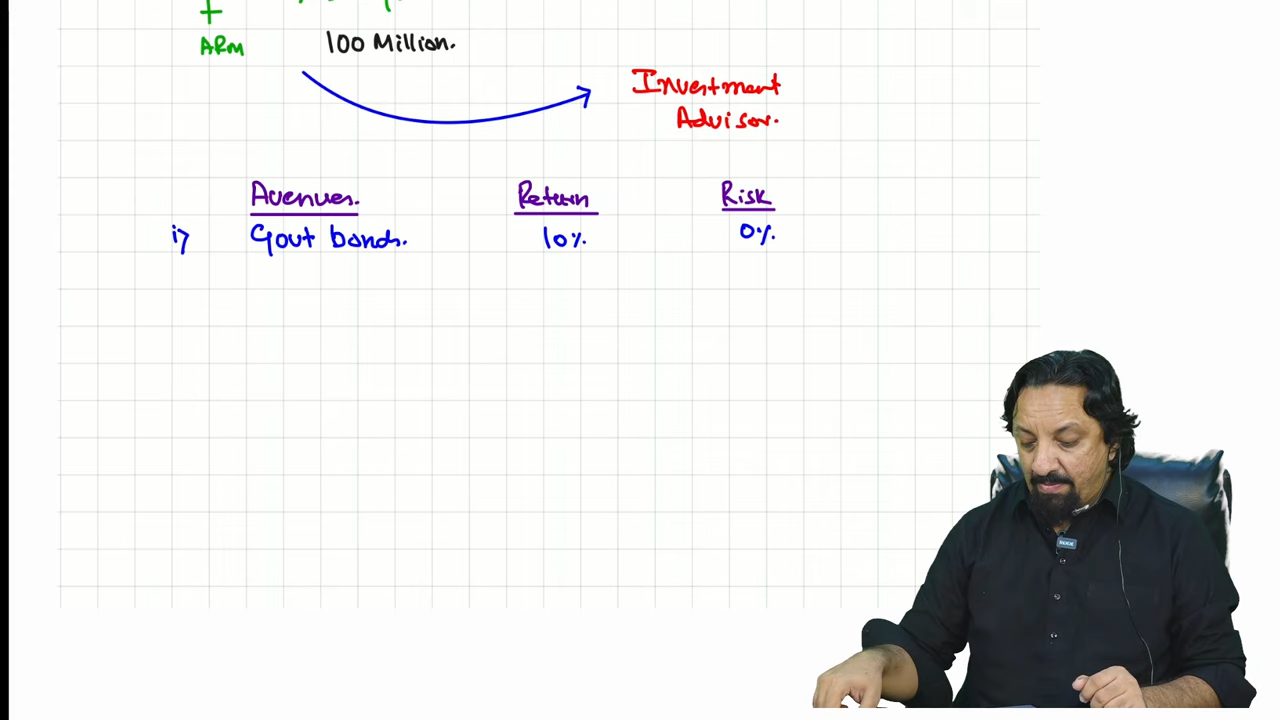 ARM 100 Million.
Investment
Advisor.
Avenues. Return Risk
i> Govt bonds. 10% 0%.